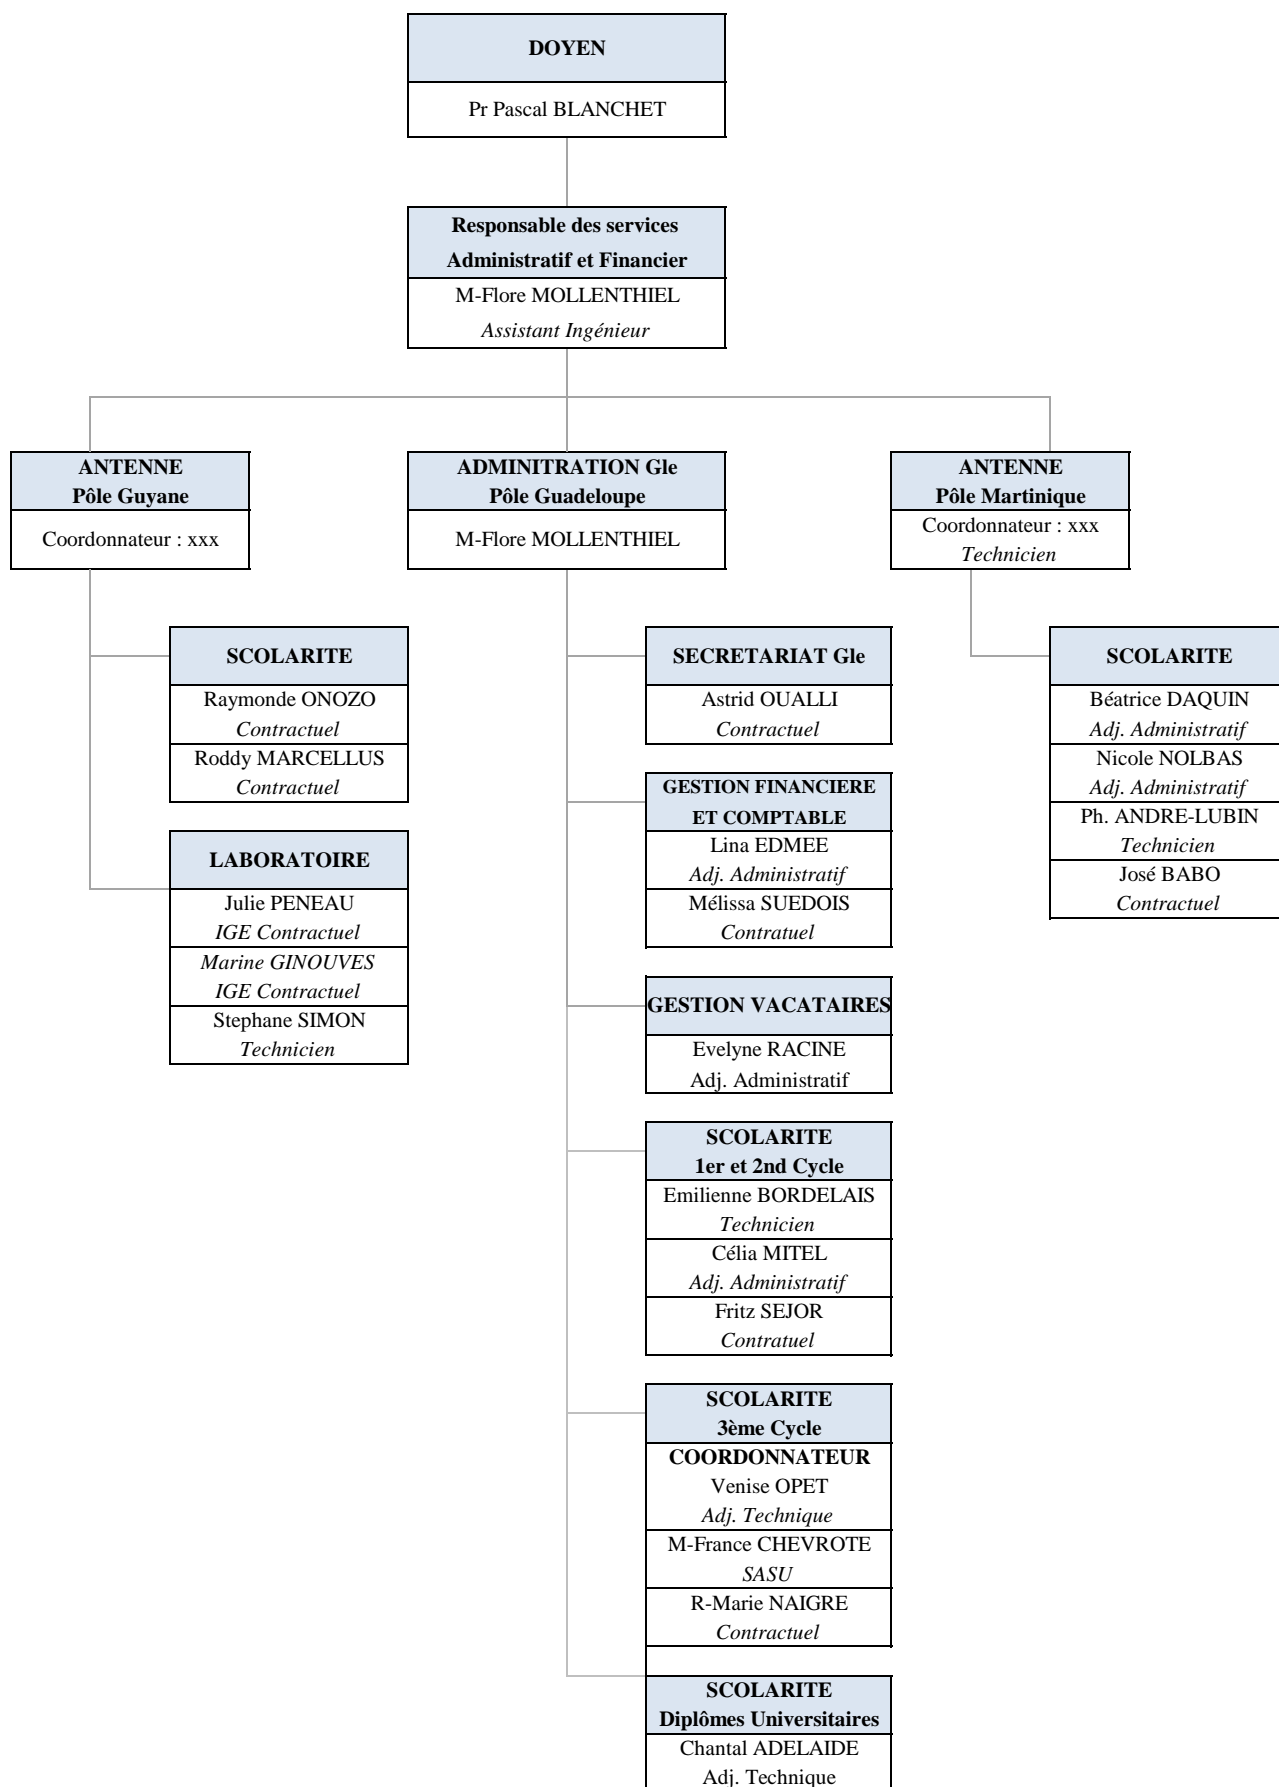 DOYEN
Pr Pascal BLANCHET
Responsable des services
Administratif et Financier
M-Flore MOLLENTHIEL
Assistant Ingénieur
ANTENNE
Pôle Guyane
Coordonnateur : xxx
SCOLARITE
Raymonde ONOZO
Contractuel
Roddy MARCELLUS
Contractuel
LABORATOIRE
Julie PENEAU
IGE Contractuel
Marine GINOUVES
IGE Contractuel
Stephane SIMON
Technicien
ADMINITRATION Gle
Pôle Guadeloupe
M-Flore MOLLENTHIEL
SECRETARIAT Gle
Astrid OUALLI
Contractuel
GESTION FINANCIERE
ET COMPTABLE
Lina EDMEE
Adj. Administratif
Mélissa SUEDOIS
Contratuel
GESTION VACATAIRES
Evelyne RACINE
Adj. Administratif
SCOLARITE
1er et 2nd Cycle
Emilienne BORDELAIS
Technicien
Célia MITEL
Adj. Administratif
Fritz SEJOR
Contratuel
SCOLARITE
3ème Cycle
COORDONNATEUR
Venise OPET
Adj. Technique
M-France CHEVROTE
SASU
R-Marie NAIGRE
Contractuel
SCOLARITE
Diplômes Universitaires
Chantal ADELAIDE
Adj. Technique
ANTENNE
Pôle Martinique
Coordonnateur : xxx
Technicien
SCOLARITE
Béatrice DAQUIN
Adj. Administratif
Nicole NOLBAS
Adj. Administratif
Ph. ANDRE-LUBIN
Technicien
José BABO
Contractuel